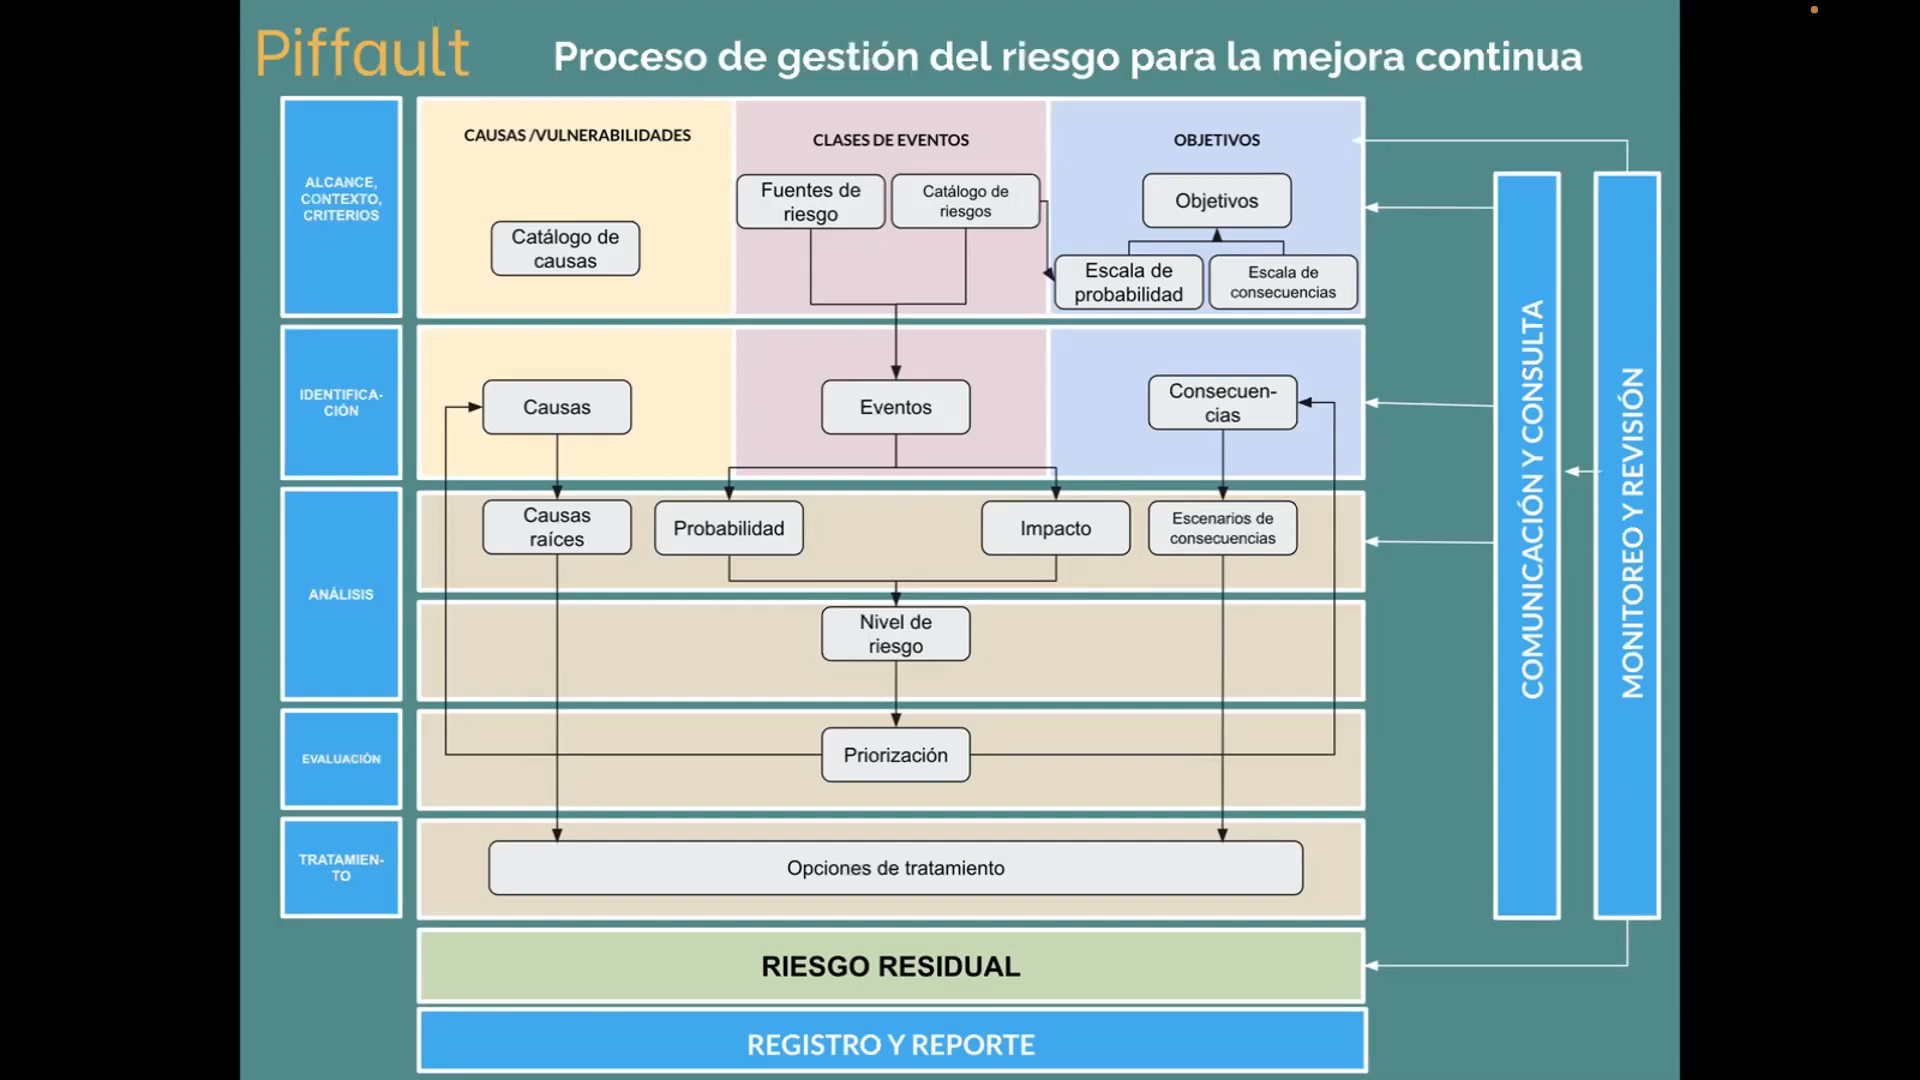 Piffault
Proceso de gestión del riesgo para la mejora continua
ALCANCE,
CONTEXTO,
CRITERIOS
CAUSAS /VULNERABILIDADES
CLASES DE EVENTOS
OBJETIVOS
Catálogo de
causas
Fuentes de
riesgo
Catálogo de
riesgos
Objetivos
Escala de
probabilidad
Escala de
consecuencias
IDENTIFICA-
CIÓN
Causas
Eventos
Consecuen-
cias
ANÁLISIS
Causas
raíces
Probabilidad
Impacto
Escenarios de
consecuencias
Nivel de
riesgo
EVALUACIÓN
Priorización
TRATAMIEN-
TO
Opciones de tratamiento
RIESGO RESIDUAL
REGISTRO Y REPORTE
COMUNICACIÓN Y CONSULTA
MONITOREO Y REVISIÓN